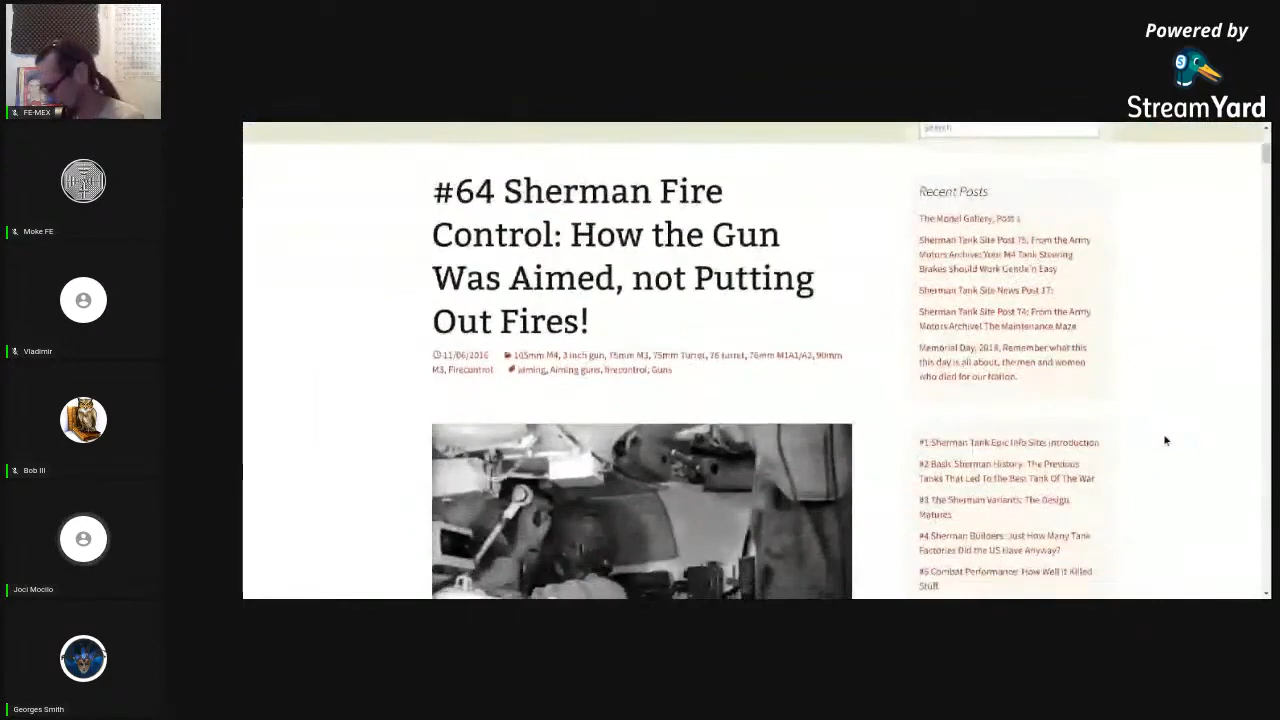 Powered by
StreamYard
FE-MEX
Moke FE
Vladimir
Bob III
Joci Mocilo
Georges Smith
Search
#64 Sherman Fire
Control: How the Gun
Was Aimed, not Putting
Out Fires!
11/06/2016 105mm M4, 3 inch gun, 75mm M3, 75mm Turret, 76 turret, 76mm M1A1/A2, 90mm
M3, Firecontrol aiming, Aiming guns, firecontrol, Guns
Recent Posts
The Model Gallery, Post 1
Sherman Tank Site Post 75, From the Army
Motors Archive: Your M4 Tank Steering
Brakes Should Work Gentle'n Easy
Sherman Tank Site News Post 17:
Sherman Tank Site Post 74: From the Army
Motors Archive! The Maintenance Maze
Memorial Day, 2018, Remember what this
this day is all about, the men and women
who died for our Nation.
#1 Sherman Tank Epic Info Site: Introduction
#2 Basic Sherman History: The Previous
Tanks That Led To the Best Tank Of The War
#3 The Sherman Variants: The Design
Matures
#4 Sherman Builders: Just How Many Tank
Factories Did the US Have Anyway?
#5 Combat Performance: How Well It Killed
Stuff